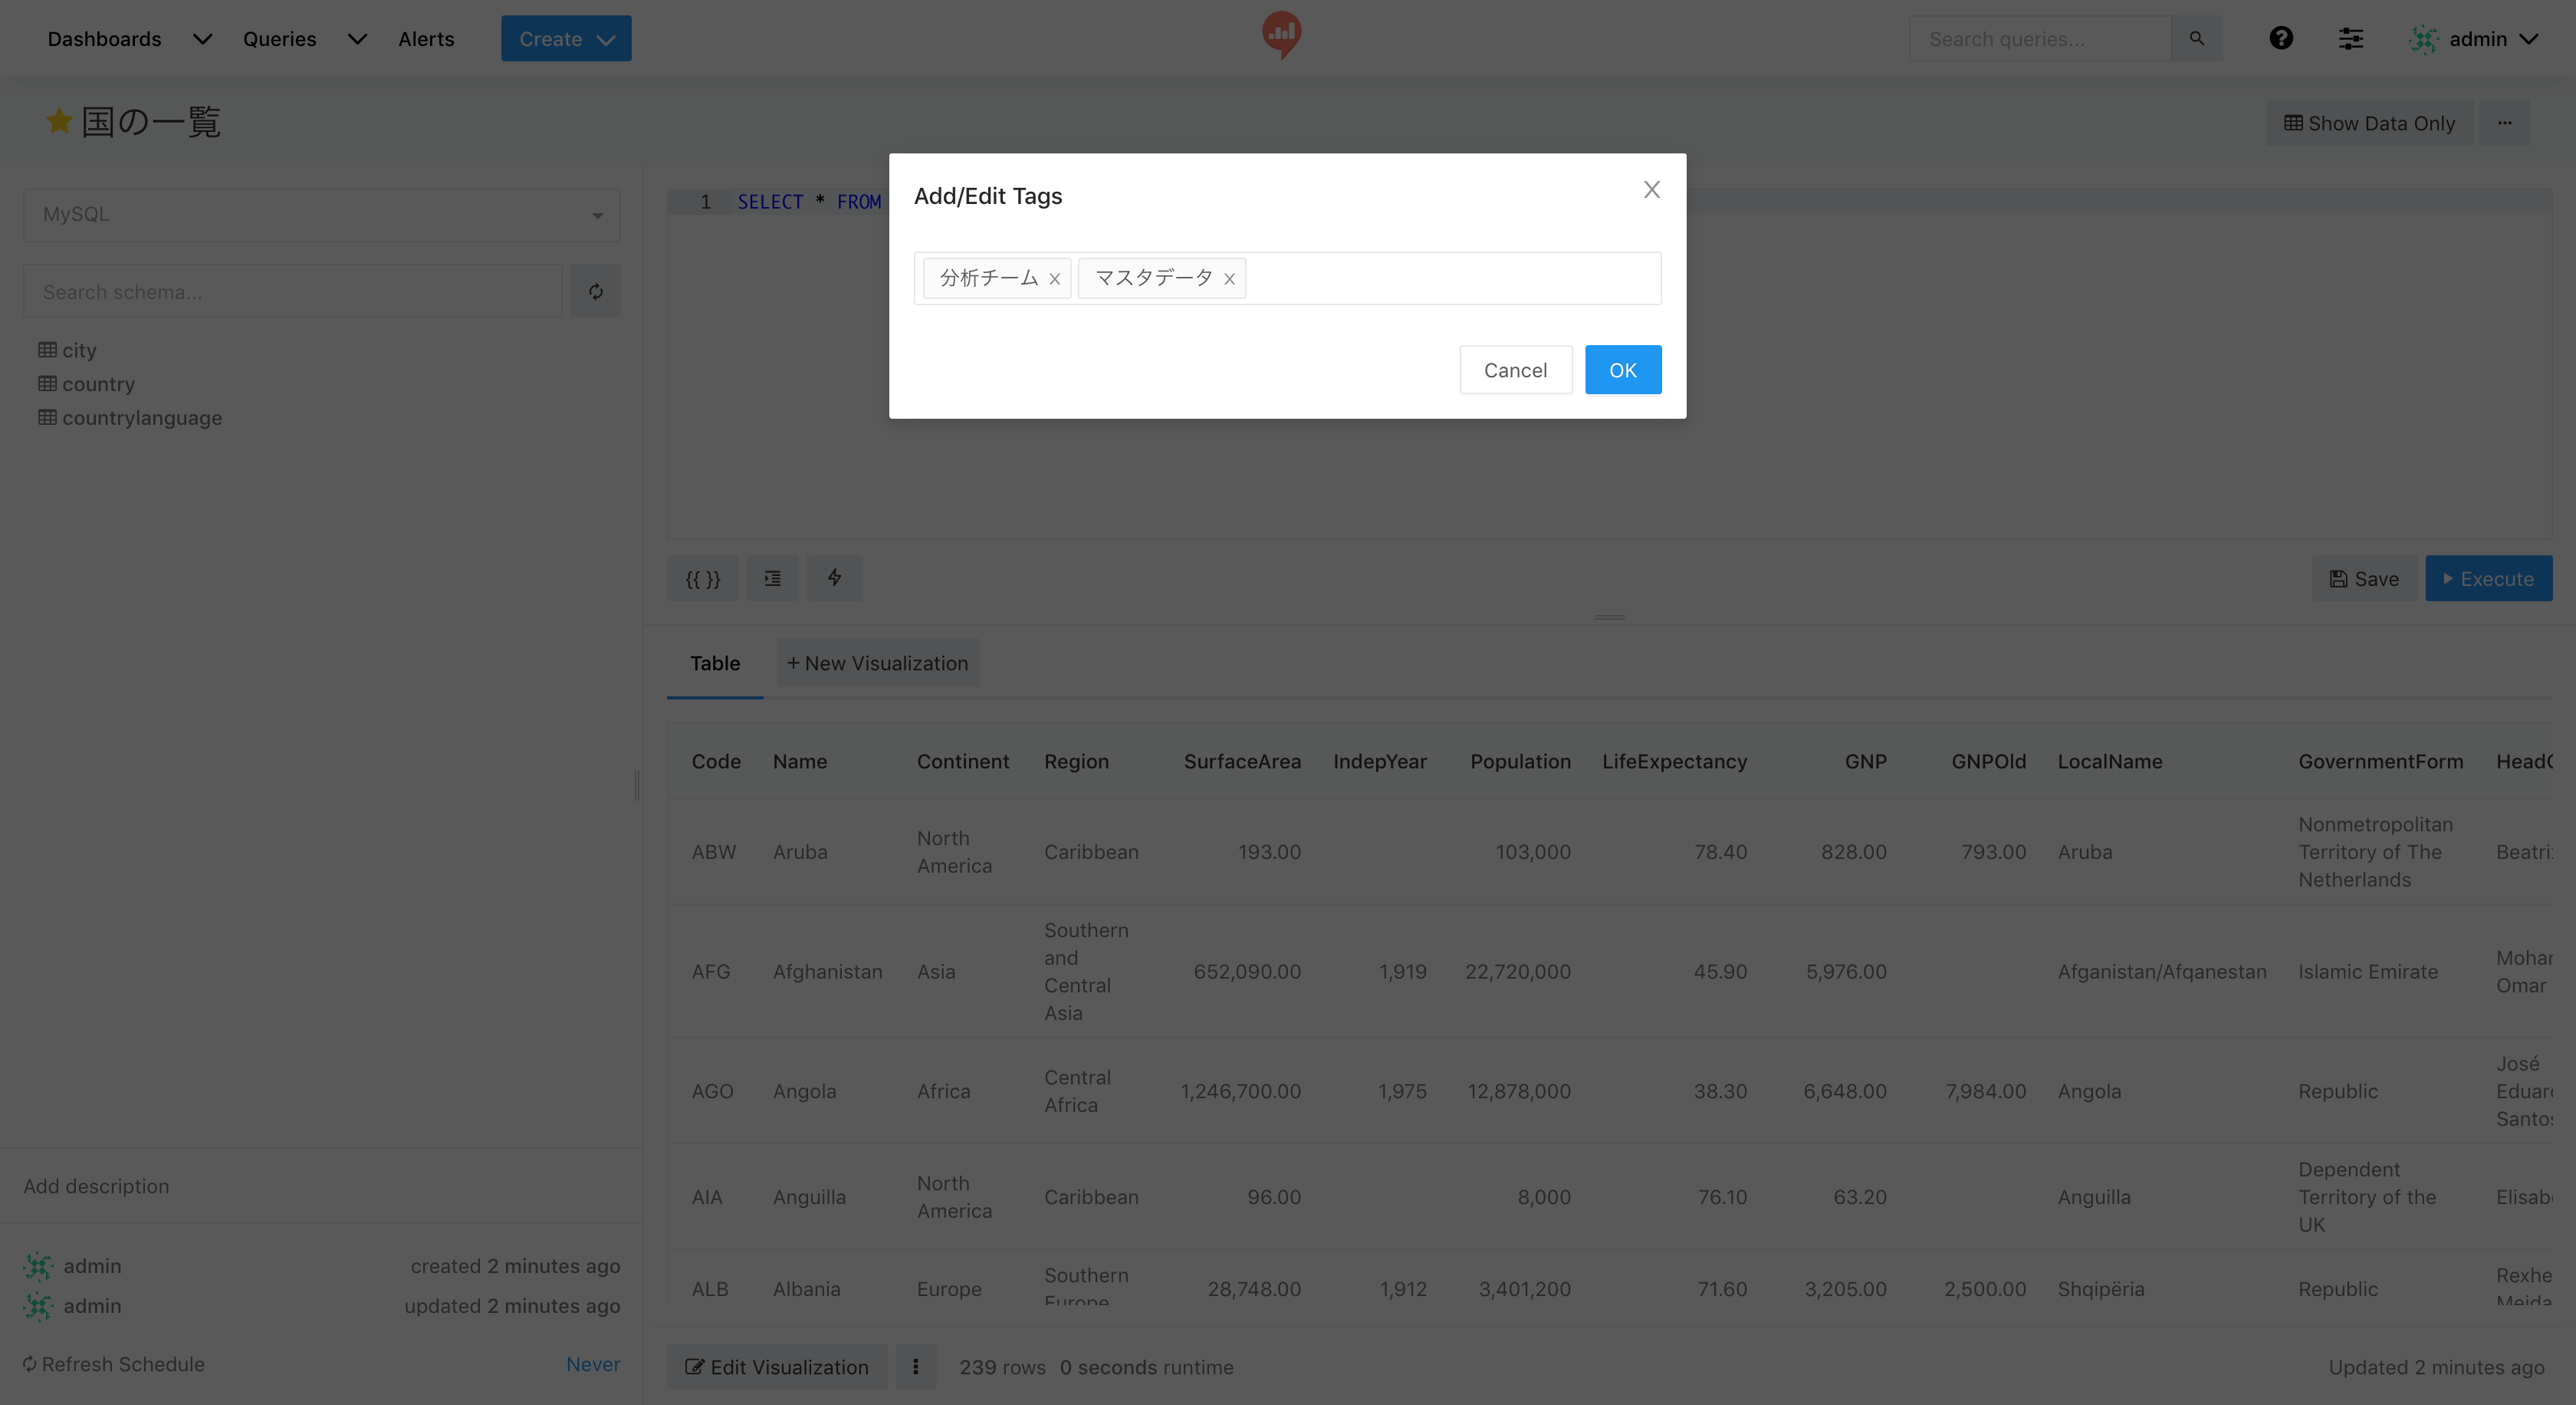 Dashboards Queries Alerts Create Search queries... admin
国の一覧 Show Data Only
MySQL
Search schema...
city
country
countrylanguage
Add description
admin created 2 minutes ago
admin updated 2 minutes ago
Refresh Schedule Never
1 SELECT * FROM
Add/Edit Tags
分析チーム マスタデータ
Cancel OK
{{ }} Save Execute
Table + New Visualization
Code Name Continent Region SurfaceArea IndepYear Population LifeExpectancy GNP GNPOld LocalName GovernmentForm
ABW Aruba North America Caribbean 193.00 103,000 78.40 828.00 793.00 Aruba Nonmetropolitan Territory of The Netherlands
AFG Afghanistan Asia Southern and Central Asia 652,090.00 1,919 22,720,000 45.90 5,976.00 Afganistan/Afqanestan Islamic Emirate Omar
AGO Angola Africa Central Africa 1,246,700.00 1,975 12,878,000 38.30 6,648.00 7,984.00 Angola Republic José
AIA Anguilla North America Caribbean 96.00 8,000 76.10 63.20 Anguilla Dependent Territory of the UK
ALB Albania Europe Southern Europe 28,748.00 1,912 3,401,200 71.60 3,205.00 2,500.00 Shqipëria Republic
Edit Visualization 239 rows 0 seconds runtime Updated 2 minutes ago